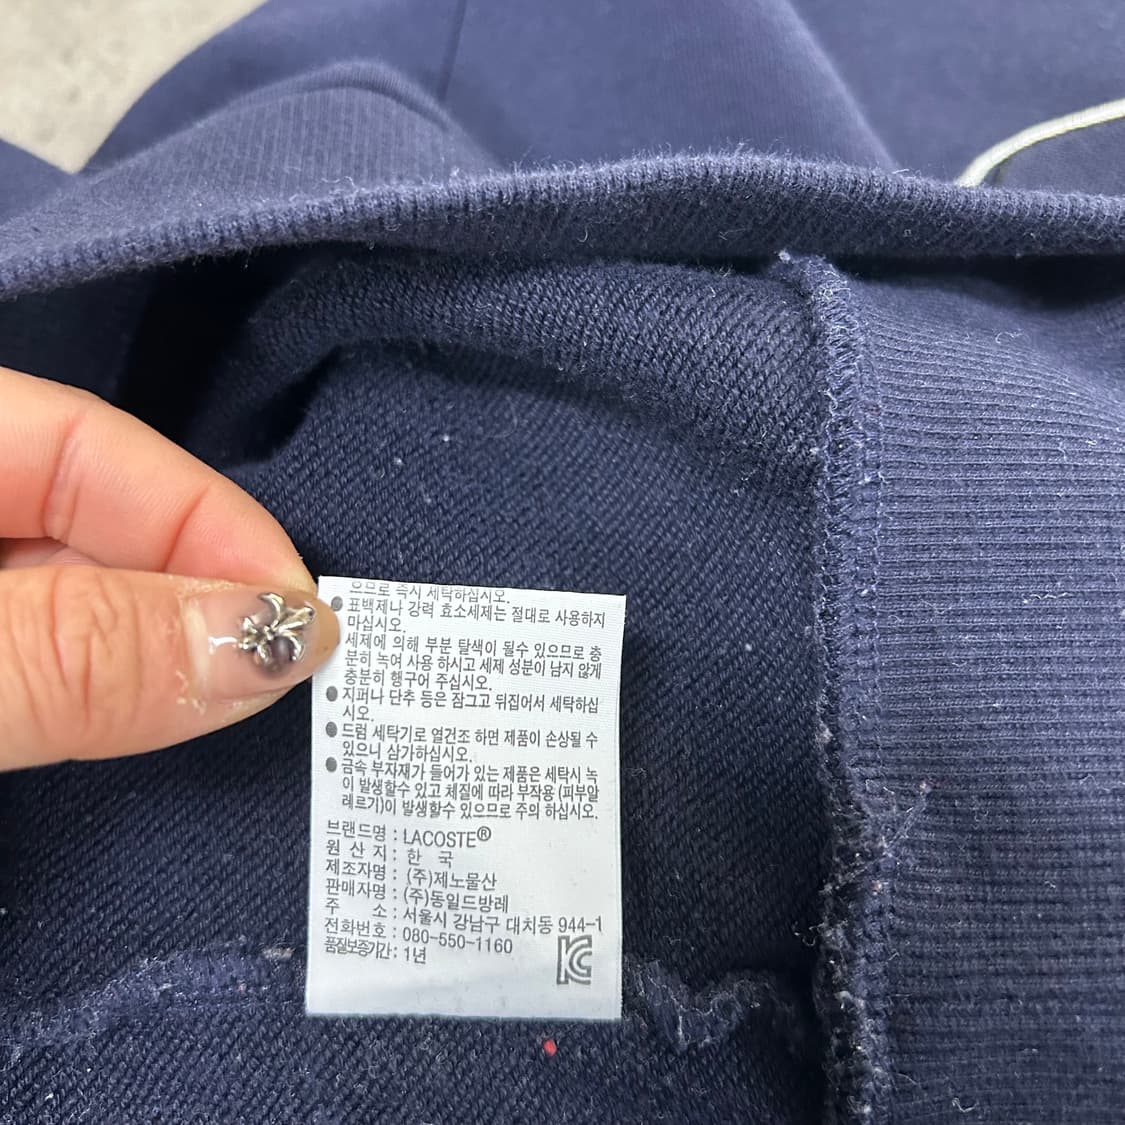 으므로 즉시 세탁하십시오.
● 표백제나 강력 효소세제는 절대로 사용하지
마십시오.
세제에 의해 부분 탈색이 될수 있으므로 충
분히 녹여 사용 하시고 세제 성분이 남지 않게
충분히 헹구어 주십시오.
● 지퍼나 단추 등은 잠그고 뒤집어서 세탁하십
시오.
● 드럼 세탁기로 열건조 하면 제품이 손상될 수
있으니 삼가하십시오.
● 금속 부자재가 들어가 있는 제품은 세탁시 녹
이 발생할수 있고 체질에 따라 부작용 (피부알
레르기)이 발생할수 있으므로 주의 하십시오.
브랜드명 : LACOSTE®
원 산 지 : 한 국
제조자명 : (주)제노물산
판매자명 : (주)동일드방레
주 소 : 서울시 강남구 대치동 944-1
전화번호 : 080-550-1160
품질보증기간 : 1년
KC